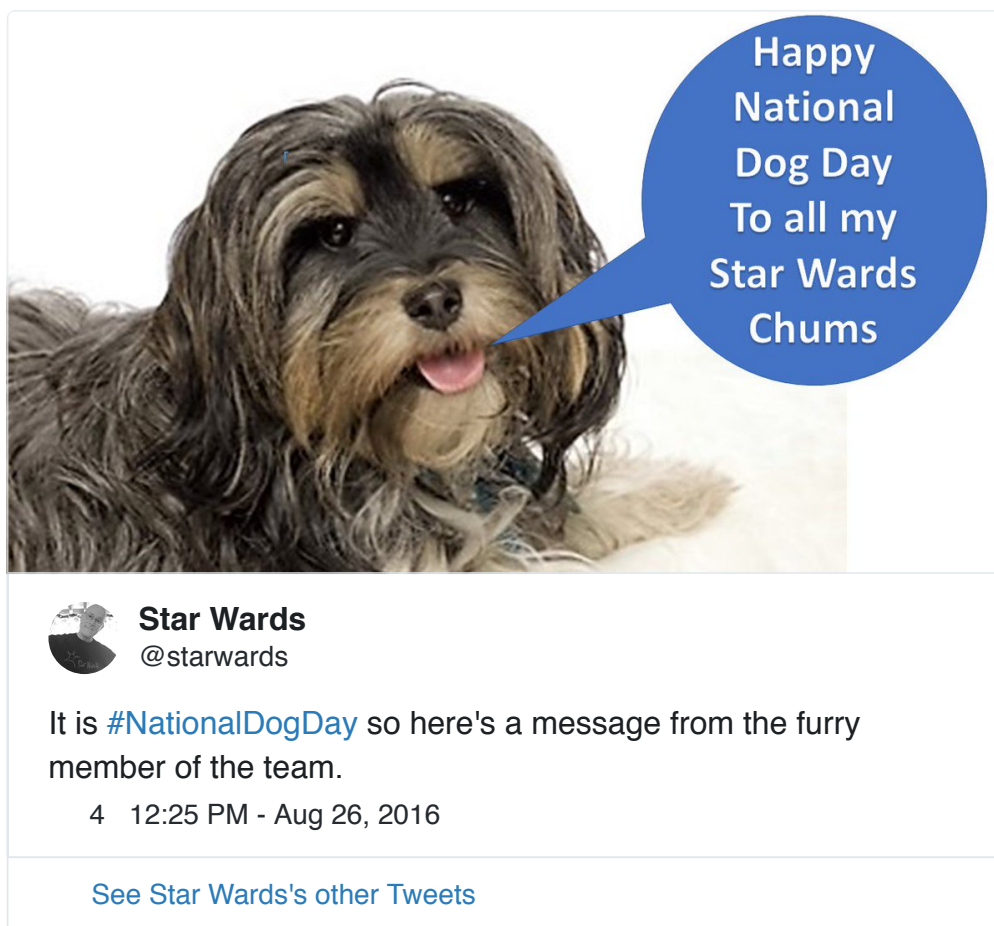 Happy
National
Dog Day
To all my
Star Wards
Chums
Star Wards
@starwards
It is #NationalDogDay so here's a message from the furry
member of the team.
4 12:25 PM - Aug 26, 2016
See Star Wards's other Tweets